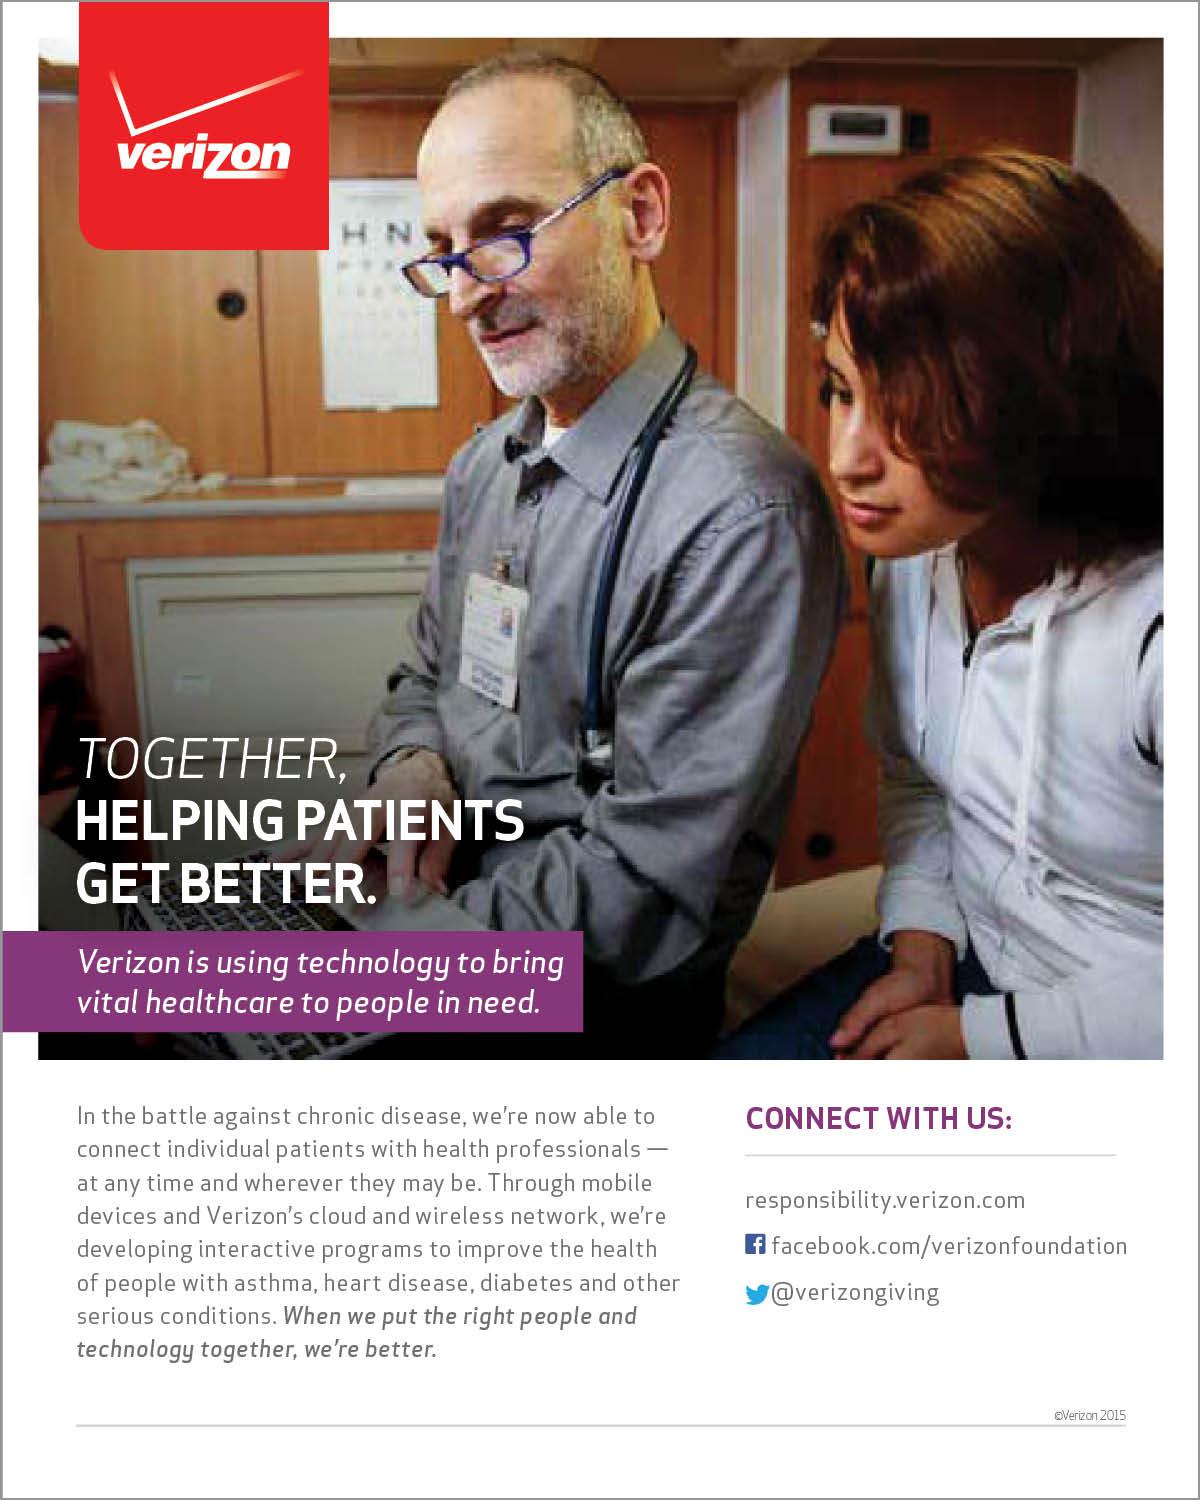 verizon
H N
TOGETHER,
HELPING PATIENTS
GET BETTER.
Verizon is using technology to bring
vital healthcare to people in need.
In the battle against chronic disease, we're now able to
connect individual patients with health professionals —
at any time and wherever they may be. Through mobile
devices and Verizon's cloud and wireless network, we're
developing interactive programs to improve the health
of people with asthma, heart disease, diabetes and other
serious conditions. When we put the right people and
technology together, we're better.
CONNECT WITH US:
responsibility.verizon.com
facebook.com/verizonfoundation
@verizongiving
©Verizon 2015